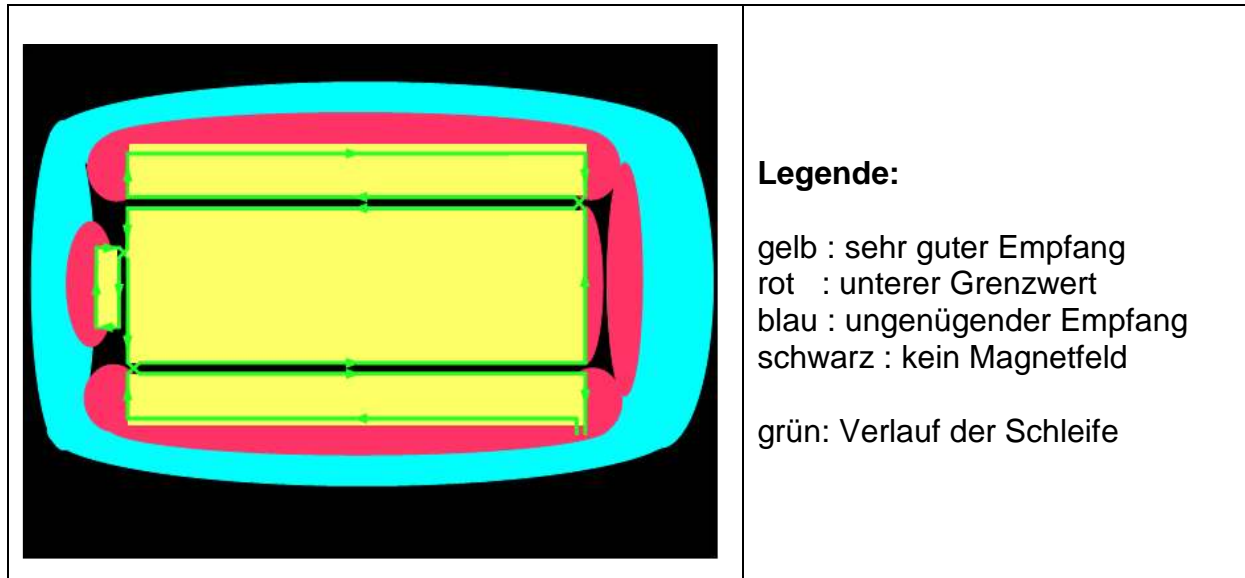 Legende:
gelb : sehr guter Empfang
rot : unterer Grenzwert
blau : ungenügender Empfang
schwarz : kein Magnetfeld
grün: Verlauf der Schleife